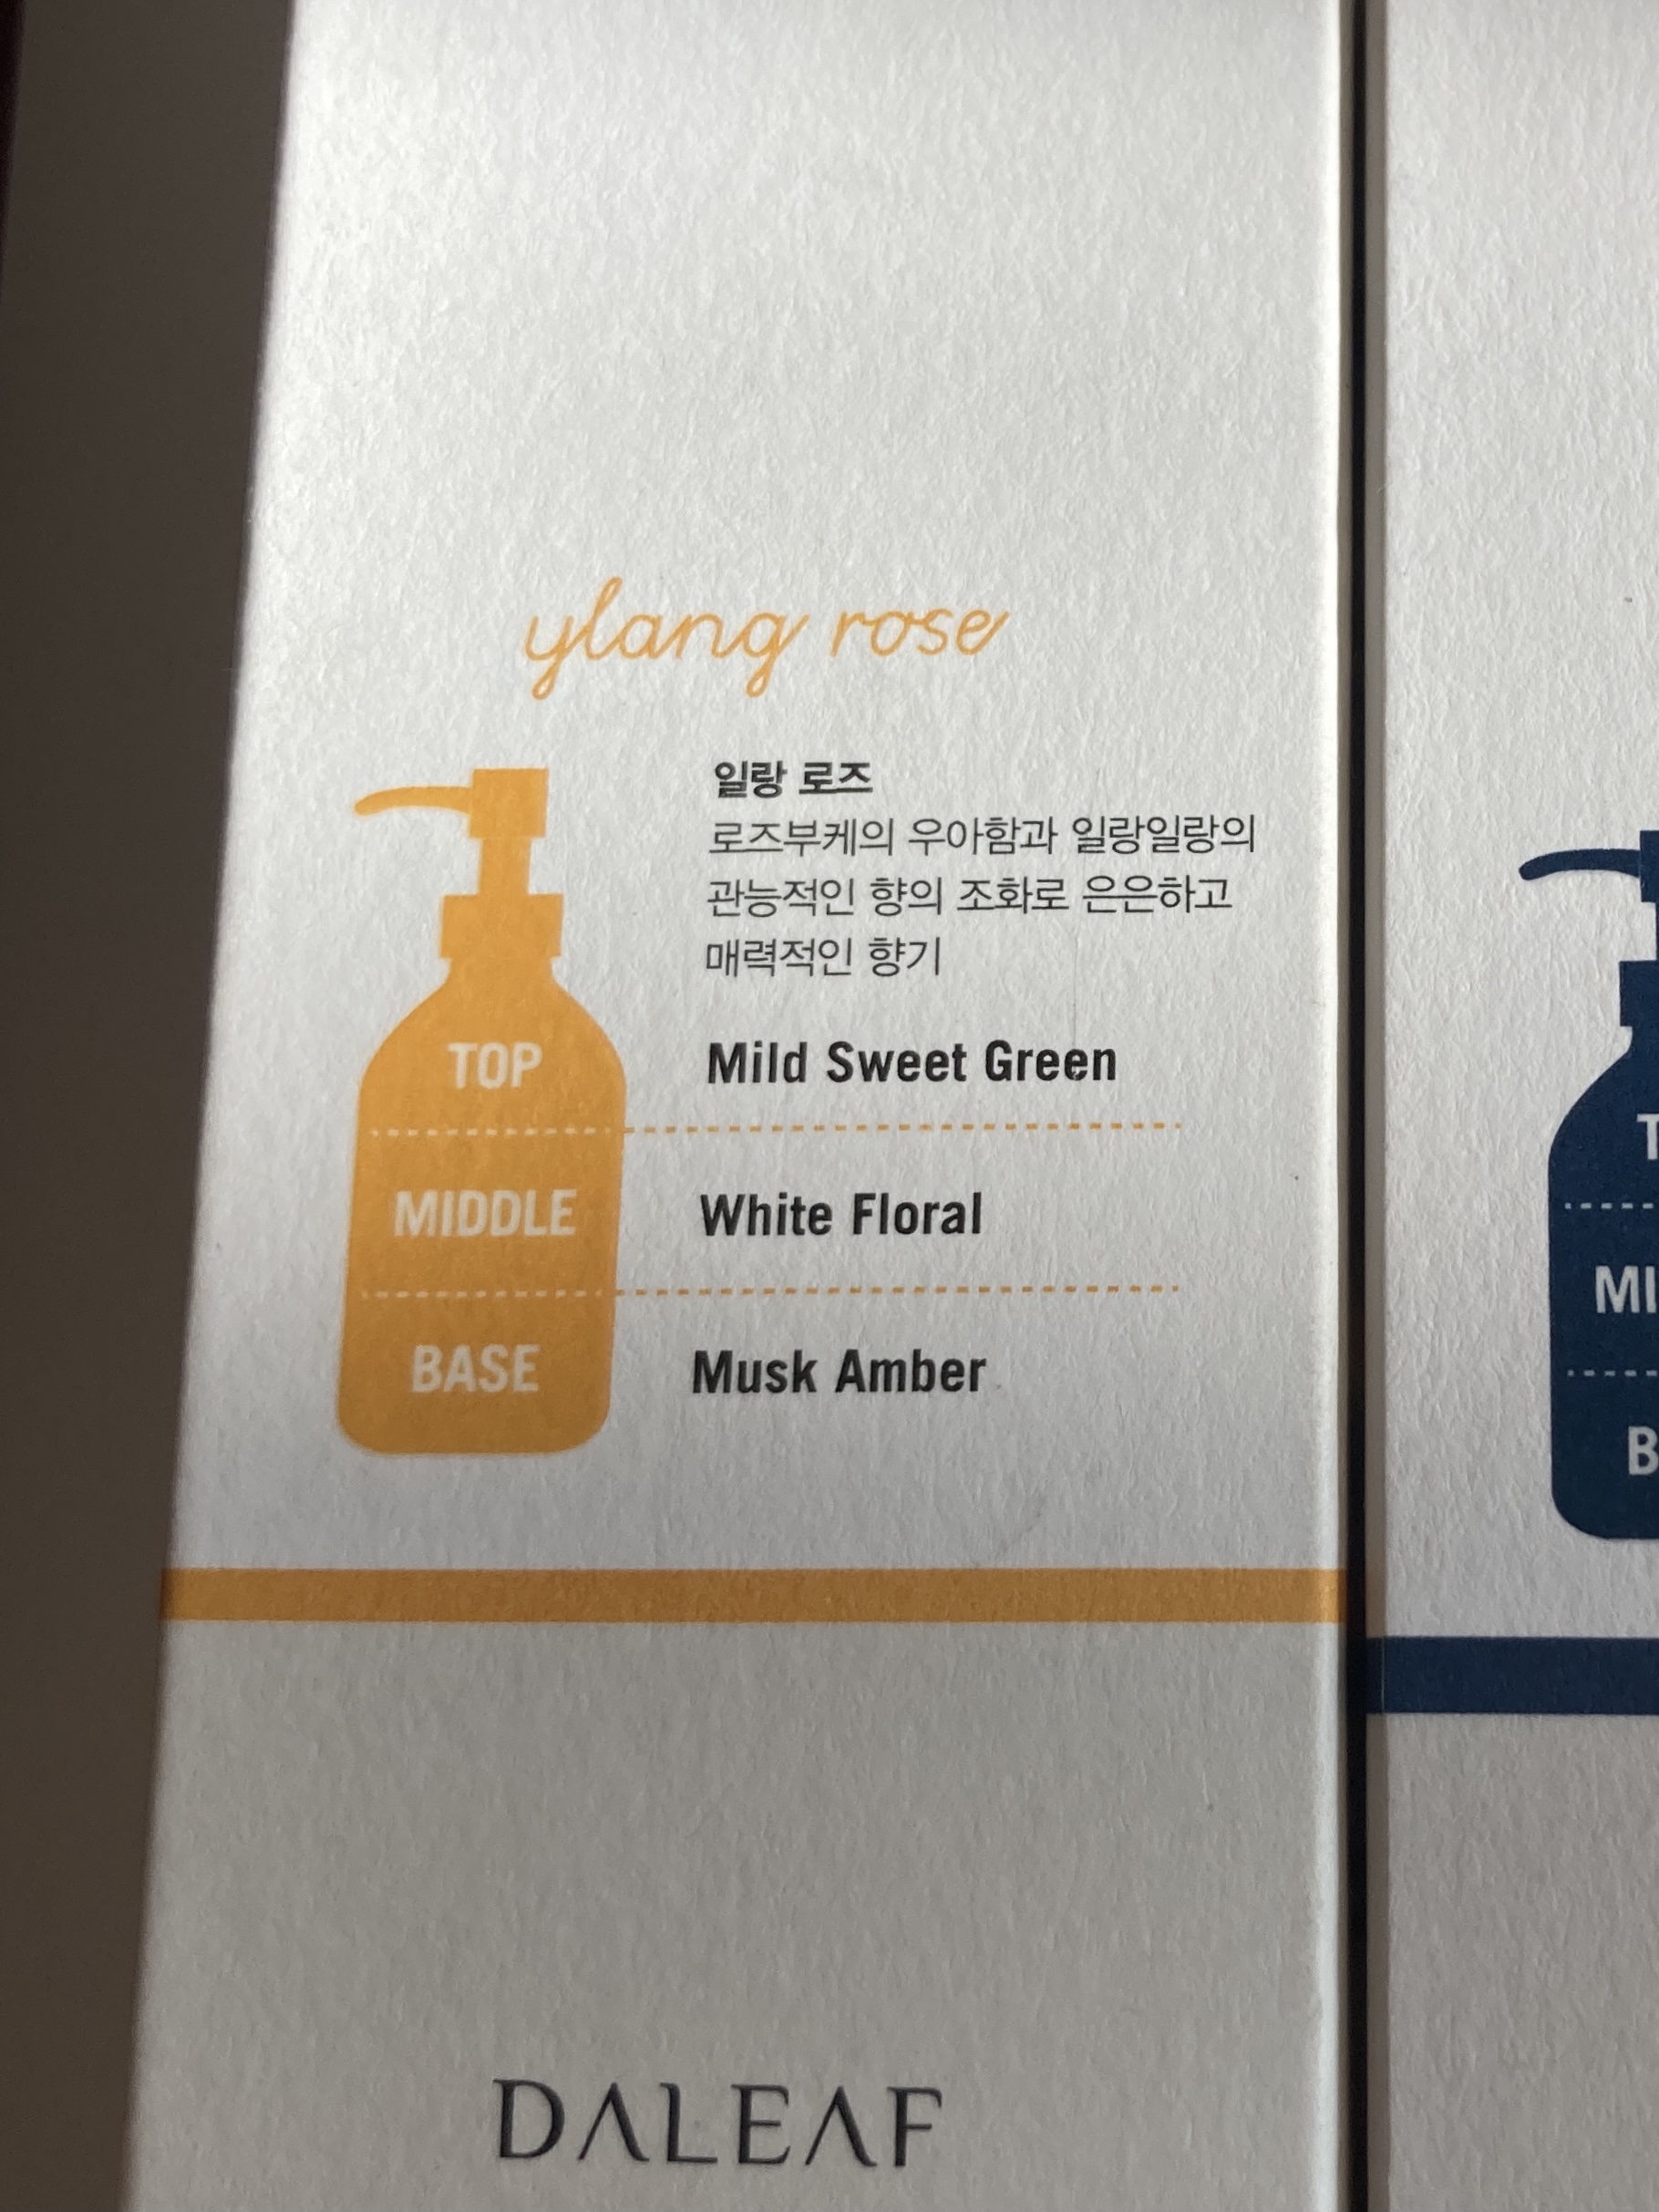 ylang rose
일랑 로즈
로즈부케의 우아함과 일랑일랑의
관능적인 향의 조화로 은은하고
매력적인 향기
TOP Mild Sweet Green
MIDDLE White Floral
BASE Musk Amber
DALEAF